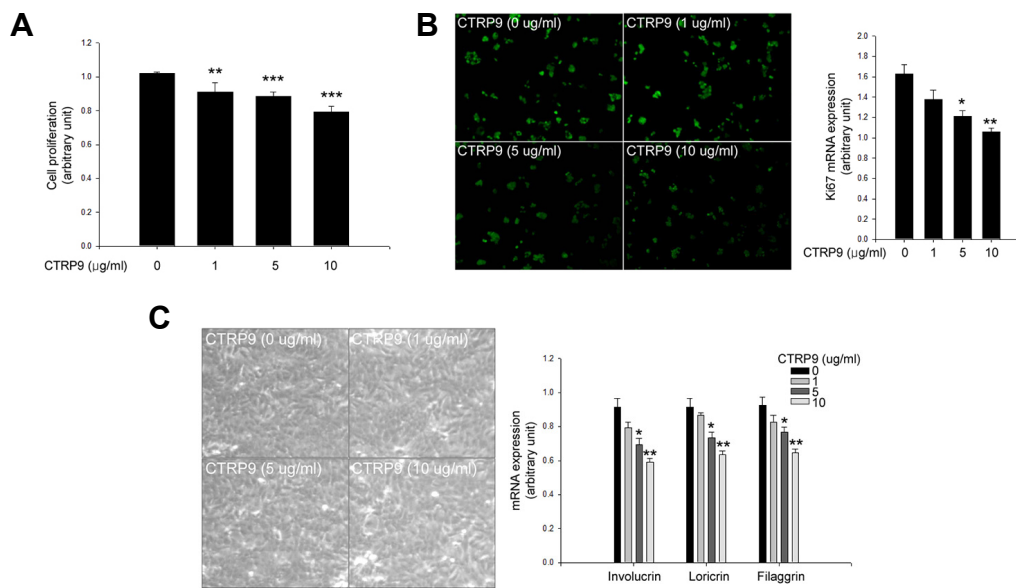 A
1.2
1.0
0.8
0.6
0.4
0.2
0.0
Cell proliferation
(arbitrary unit)
**
***
***
CTRP9 (μg/ml)
0 1 5 10
B
CTRP9 (0 ug/ml)
CTRP9 (1 ug/ml)
CTRP9 (5 ug/ml)
CTRP9 (10 ug/ml)
2.0
1.8
1.6
1.4
1.2
1.0
0.8
0.6
0.4
0.2
0.0
Ki67 mRNA expression
(arbitrary unit)
*
**
CTRP9 (μg/ml)
0 1 5 10
C
CTRP9 (0 ug/ml)
CTRP9 (1 ug/ml)
CTRP9 (5 ug/ml)
CTRP9 (10 ug/ml)
1.2
1.0
0.8
0.6
0.4
0.2
0.0
mRNA expression
(arbitrary unit)
CTRP9 (ug/ml)
0
1
5
10
*
**
*
**
*
**
Involucrin Loricrin Filaggrin